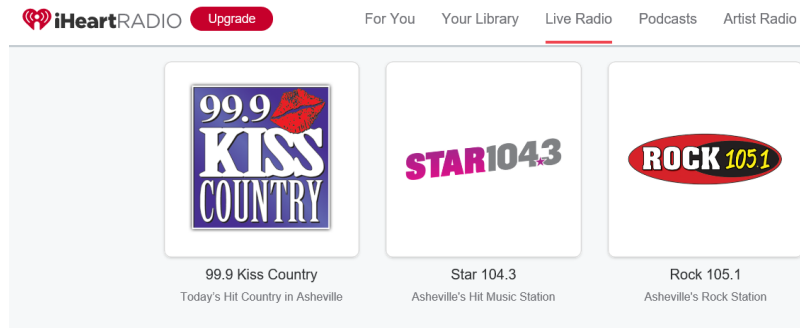 iHeartRADIO Upgrade For You Your Library Live Radio Podcasts Artist Radio
99.9
KISS
COUNTRY
STAR104.3
ROCK 105.1
99.9 Kiss Country Star 104.3 Rock 105.1
Today's Hit Country in Asheville Asheville's Hit Music Station Asheville's Rock Station